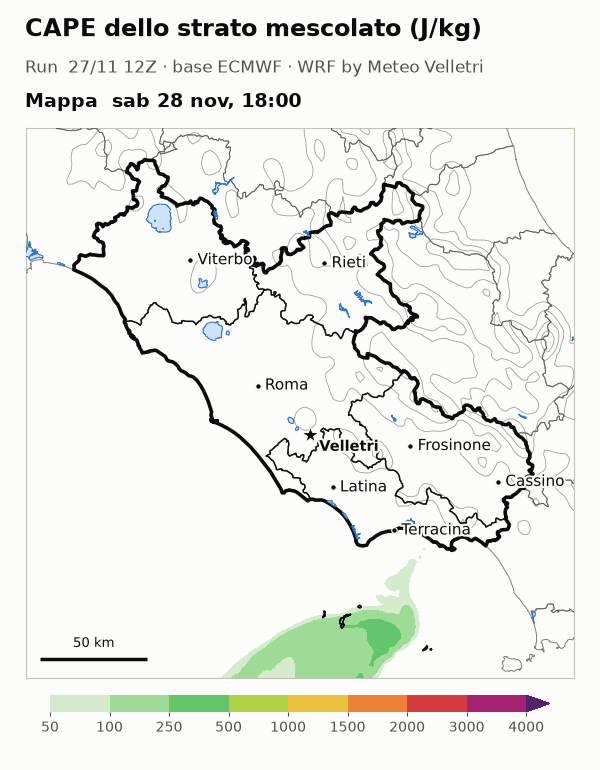 CAPE dello strato mescolato (J/kg)
Run 27/11 12Z · base ECMWF · WRF by Meteo Velletri
Mappa sab 28 nov, 18:00
Viterbo
Rieti
Roma
Velletri
Frosinone
Cassino
Latina
Terracina
50 km
50 100 250 500 1000 1500 2000 3000 4000